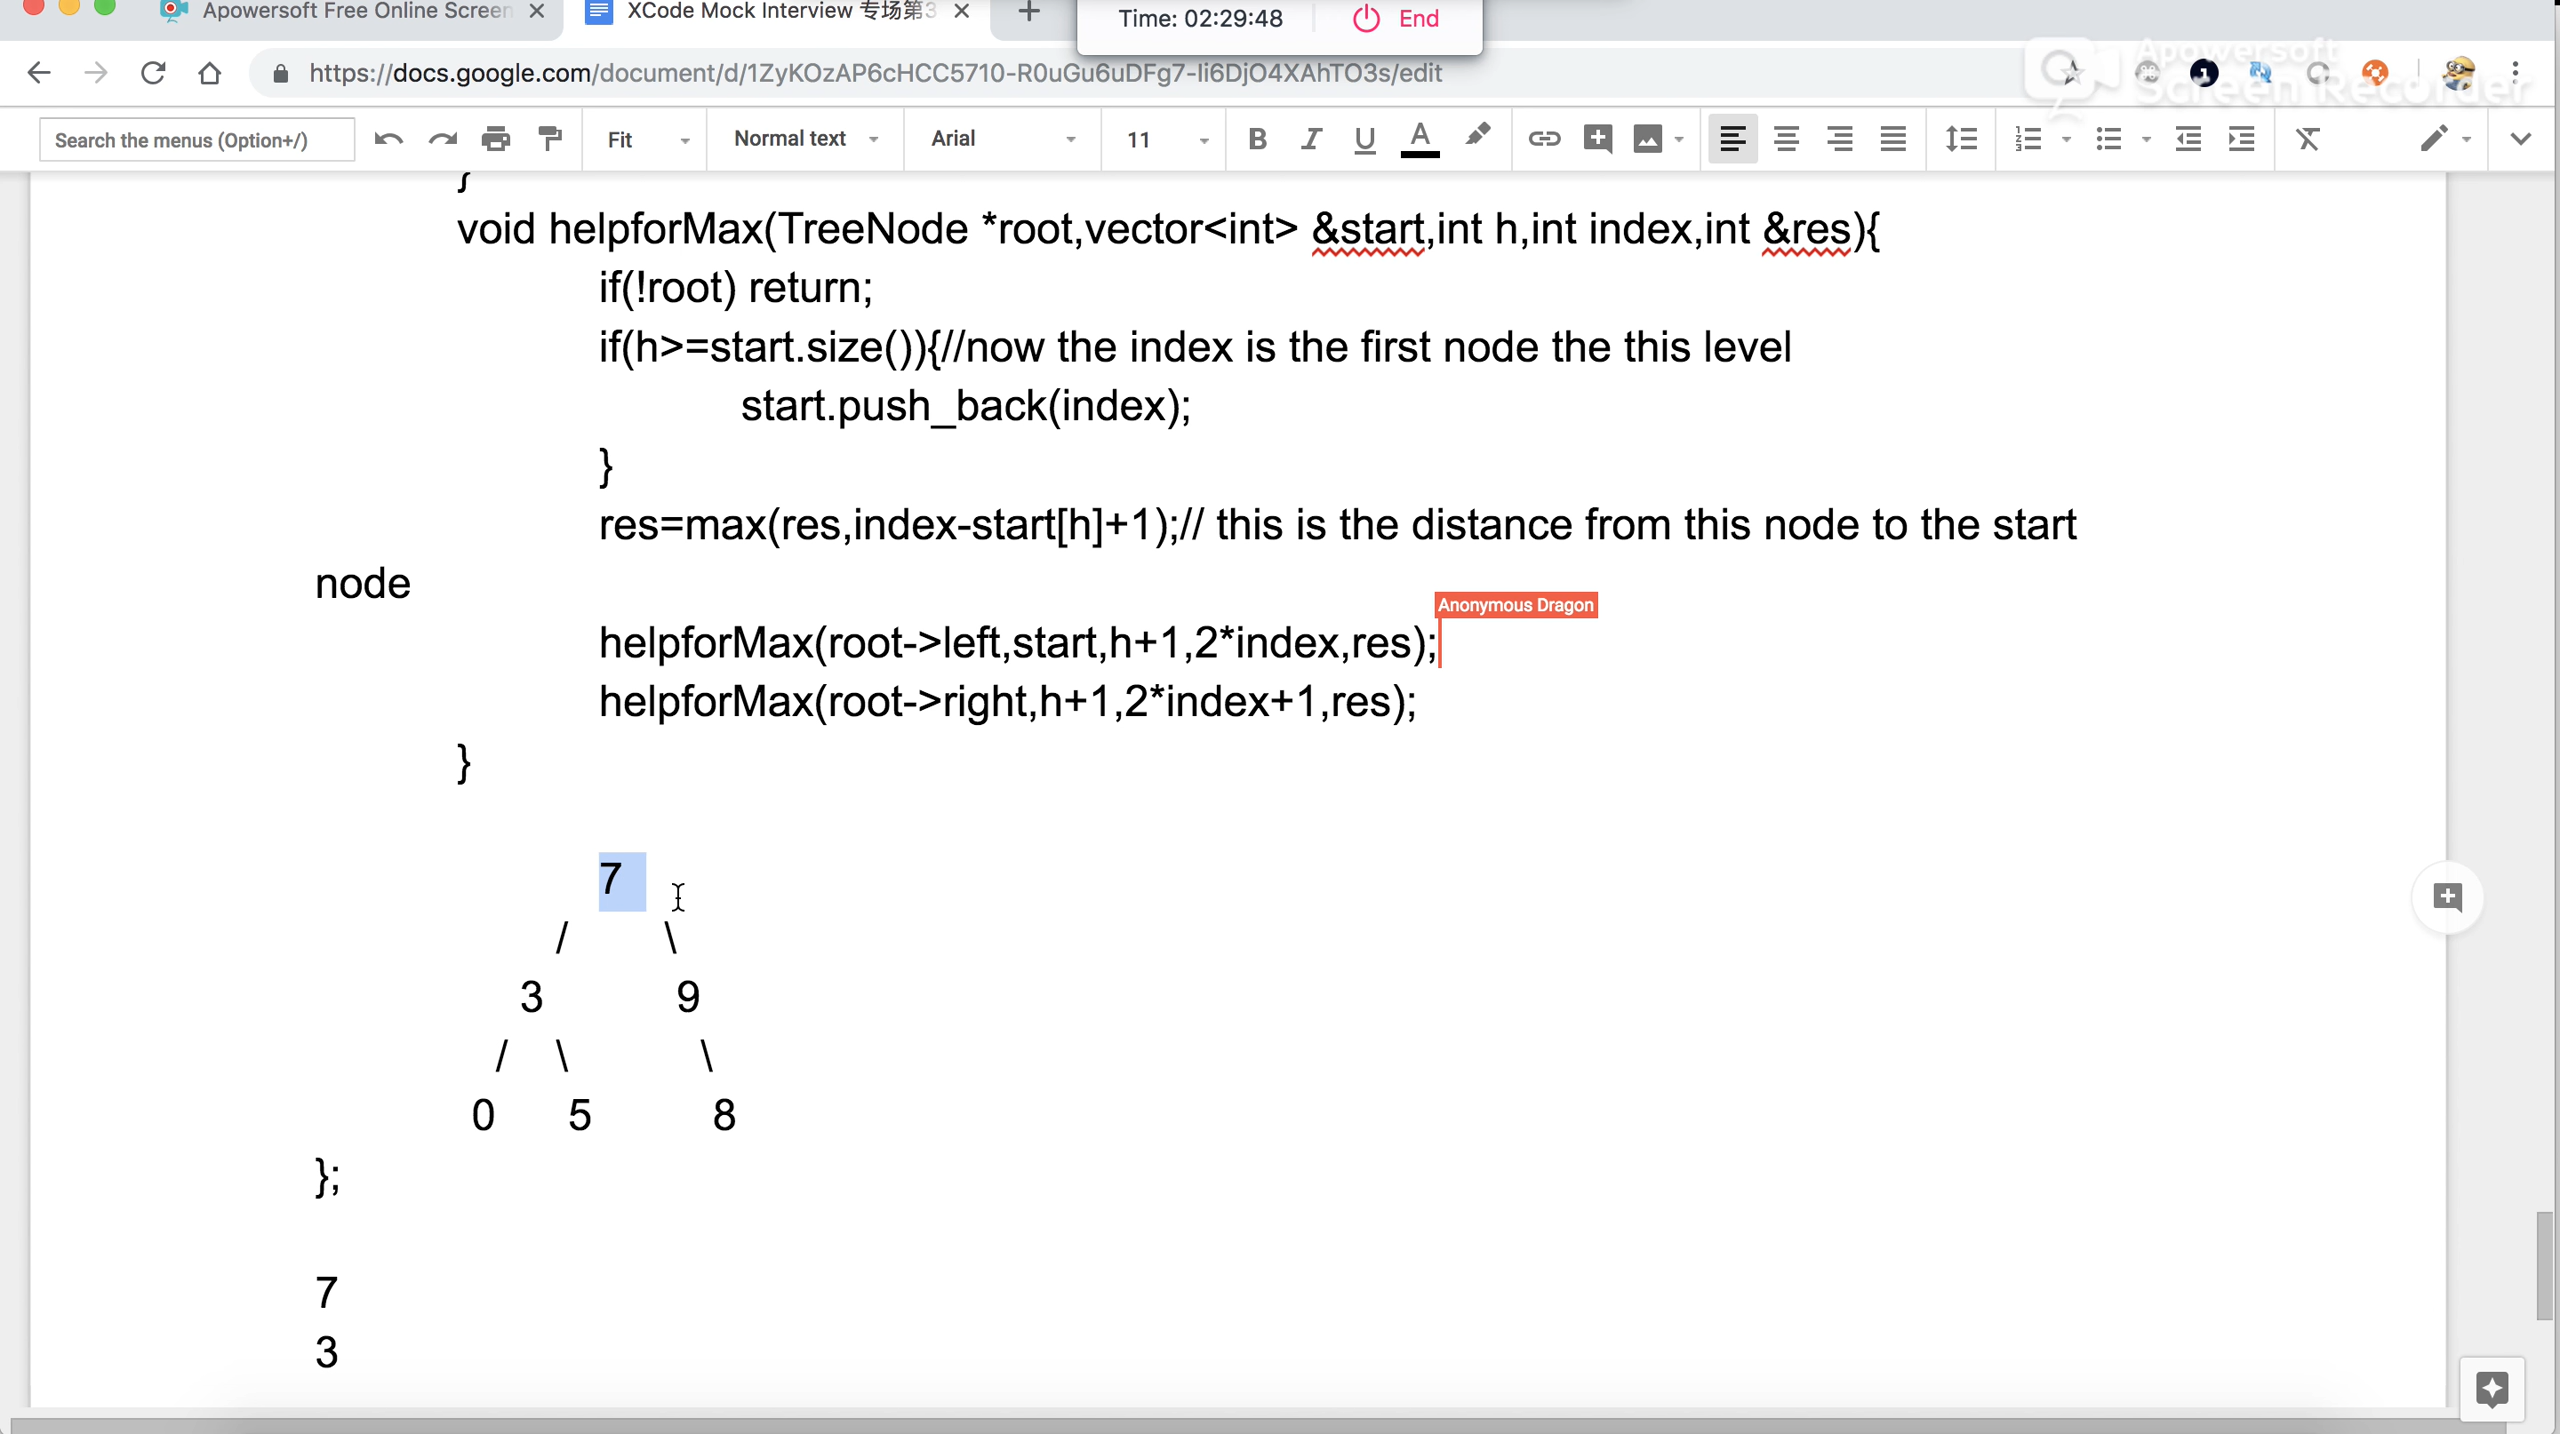 Apowersoft Free Online Screen
XCode Mock Interview 专场第3
Time: 02:29:48
End
https://docs.google.com/document/d/1ZyKOzAP6cHCC5710-R0uGu6uDFg7-Ii6DjO4XAhTO3s/edit
Apowersoft
Screen Recorder
Search the menus (Option+/)
Fit
Normal text
Arial
11
}
void helpforMax(TreeNode *root,vector<int> &start,int h,int index,int &res){
if(!root) return;
if(h>=start.size()){//now the index is the first node the this level
start.push_back(index);
}
res=max(res,index-start[h]+1);// this is the distance from this node to the start
node
Anonymous Dragon
helpforMax(root->left,start,h+1,2*index,res);
helpforMax(root->right,h+1,2*index+1,res);
}
7
/ \
3 9
/ \ \
0 5 8
};
7
3